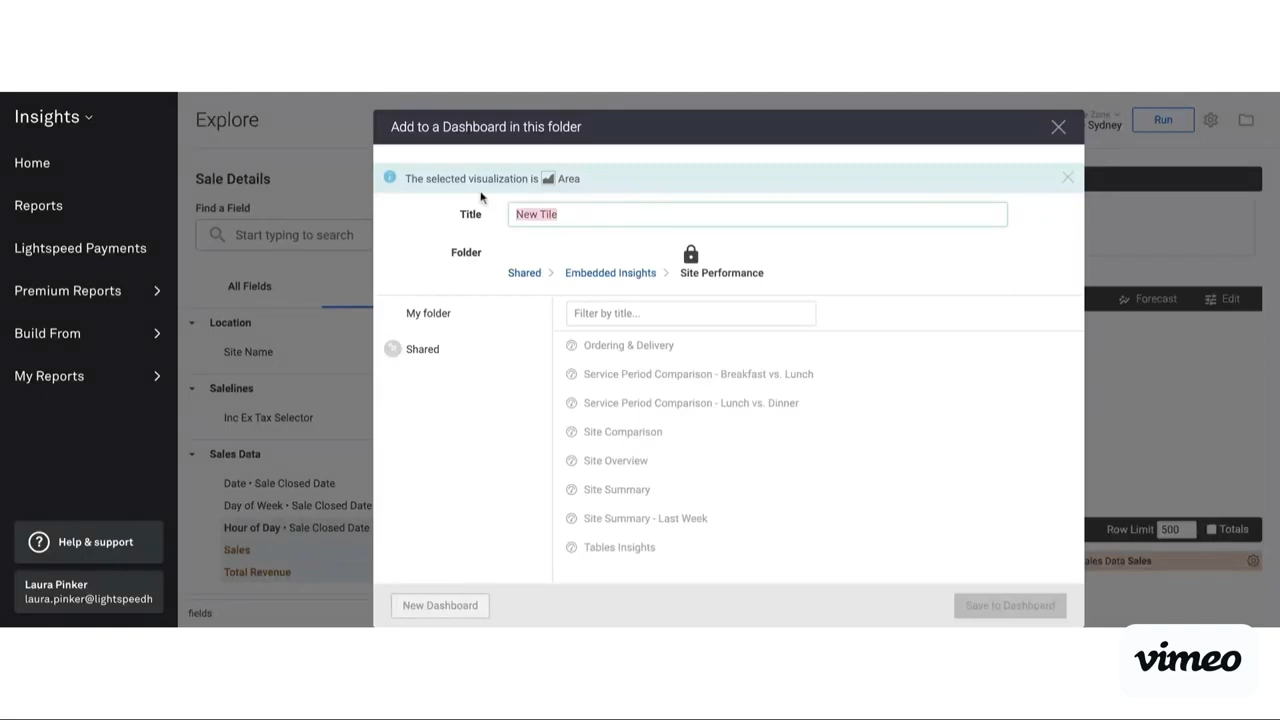 Insights
Home
Reports
Lightspeed Payments
Premium Reports
Build From
My Reports
Help & support
Laura Pinker
laura.pinker@lightspeedh
Explore
Sale Details
Find a Field
Start typing to search
All Fields
Location
Site Name
Salelines
Inc Ex Tax Selector
Sales Data
Date • Sale Closed Date
Day of Week • Sale Closed Date
Hour of Day • Sale Closed Date
Sales
Total Revenue
fields
Add to a Dashboard in this folder
The selected visualization is Area
Title New Tile
Folder
Shared > Embedded Insights > Site Performance
My folder
Shared
Filter by title...
Ordering & Delivery
Service Period Comparison - Breakfast vs. Lunch
Service Period Comparison - Lunch vs. Dinner
Site Comparison
Site Overview
Site Summary
Site Summary - Last Week
Tables Insights
New Dashboard
Save to Dashboard
Zone
Sydney
Run
Forecast
Edit
Row Limit 500 Totals
ales Data Sales
vimeo